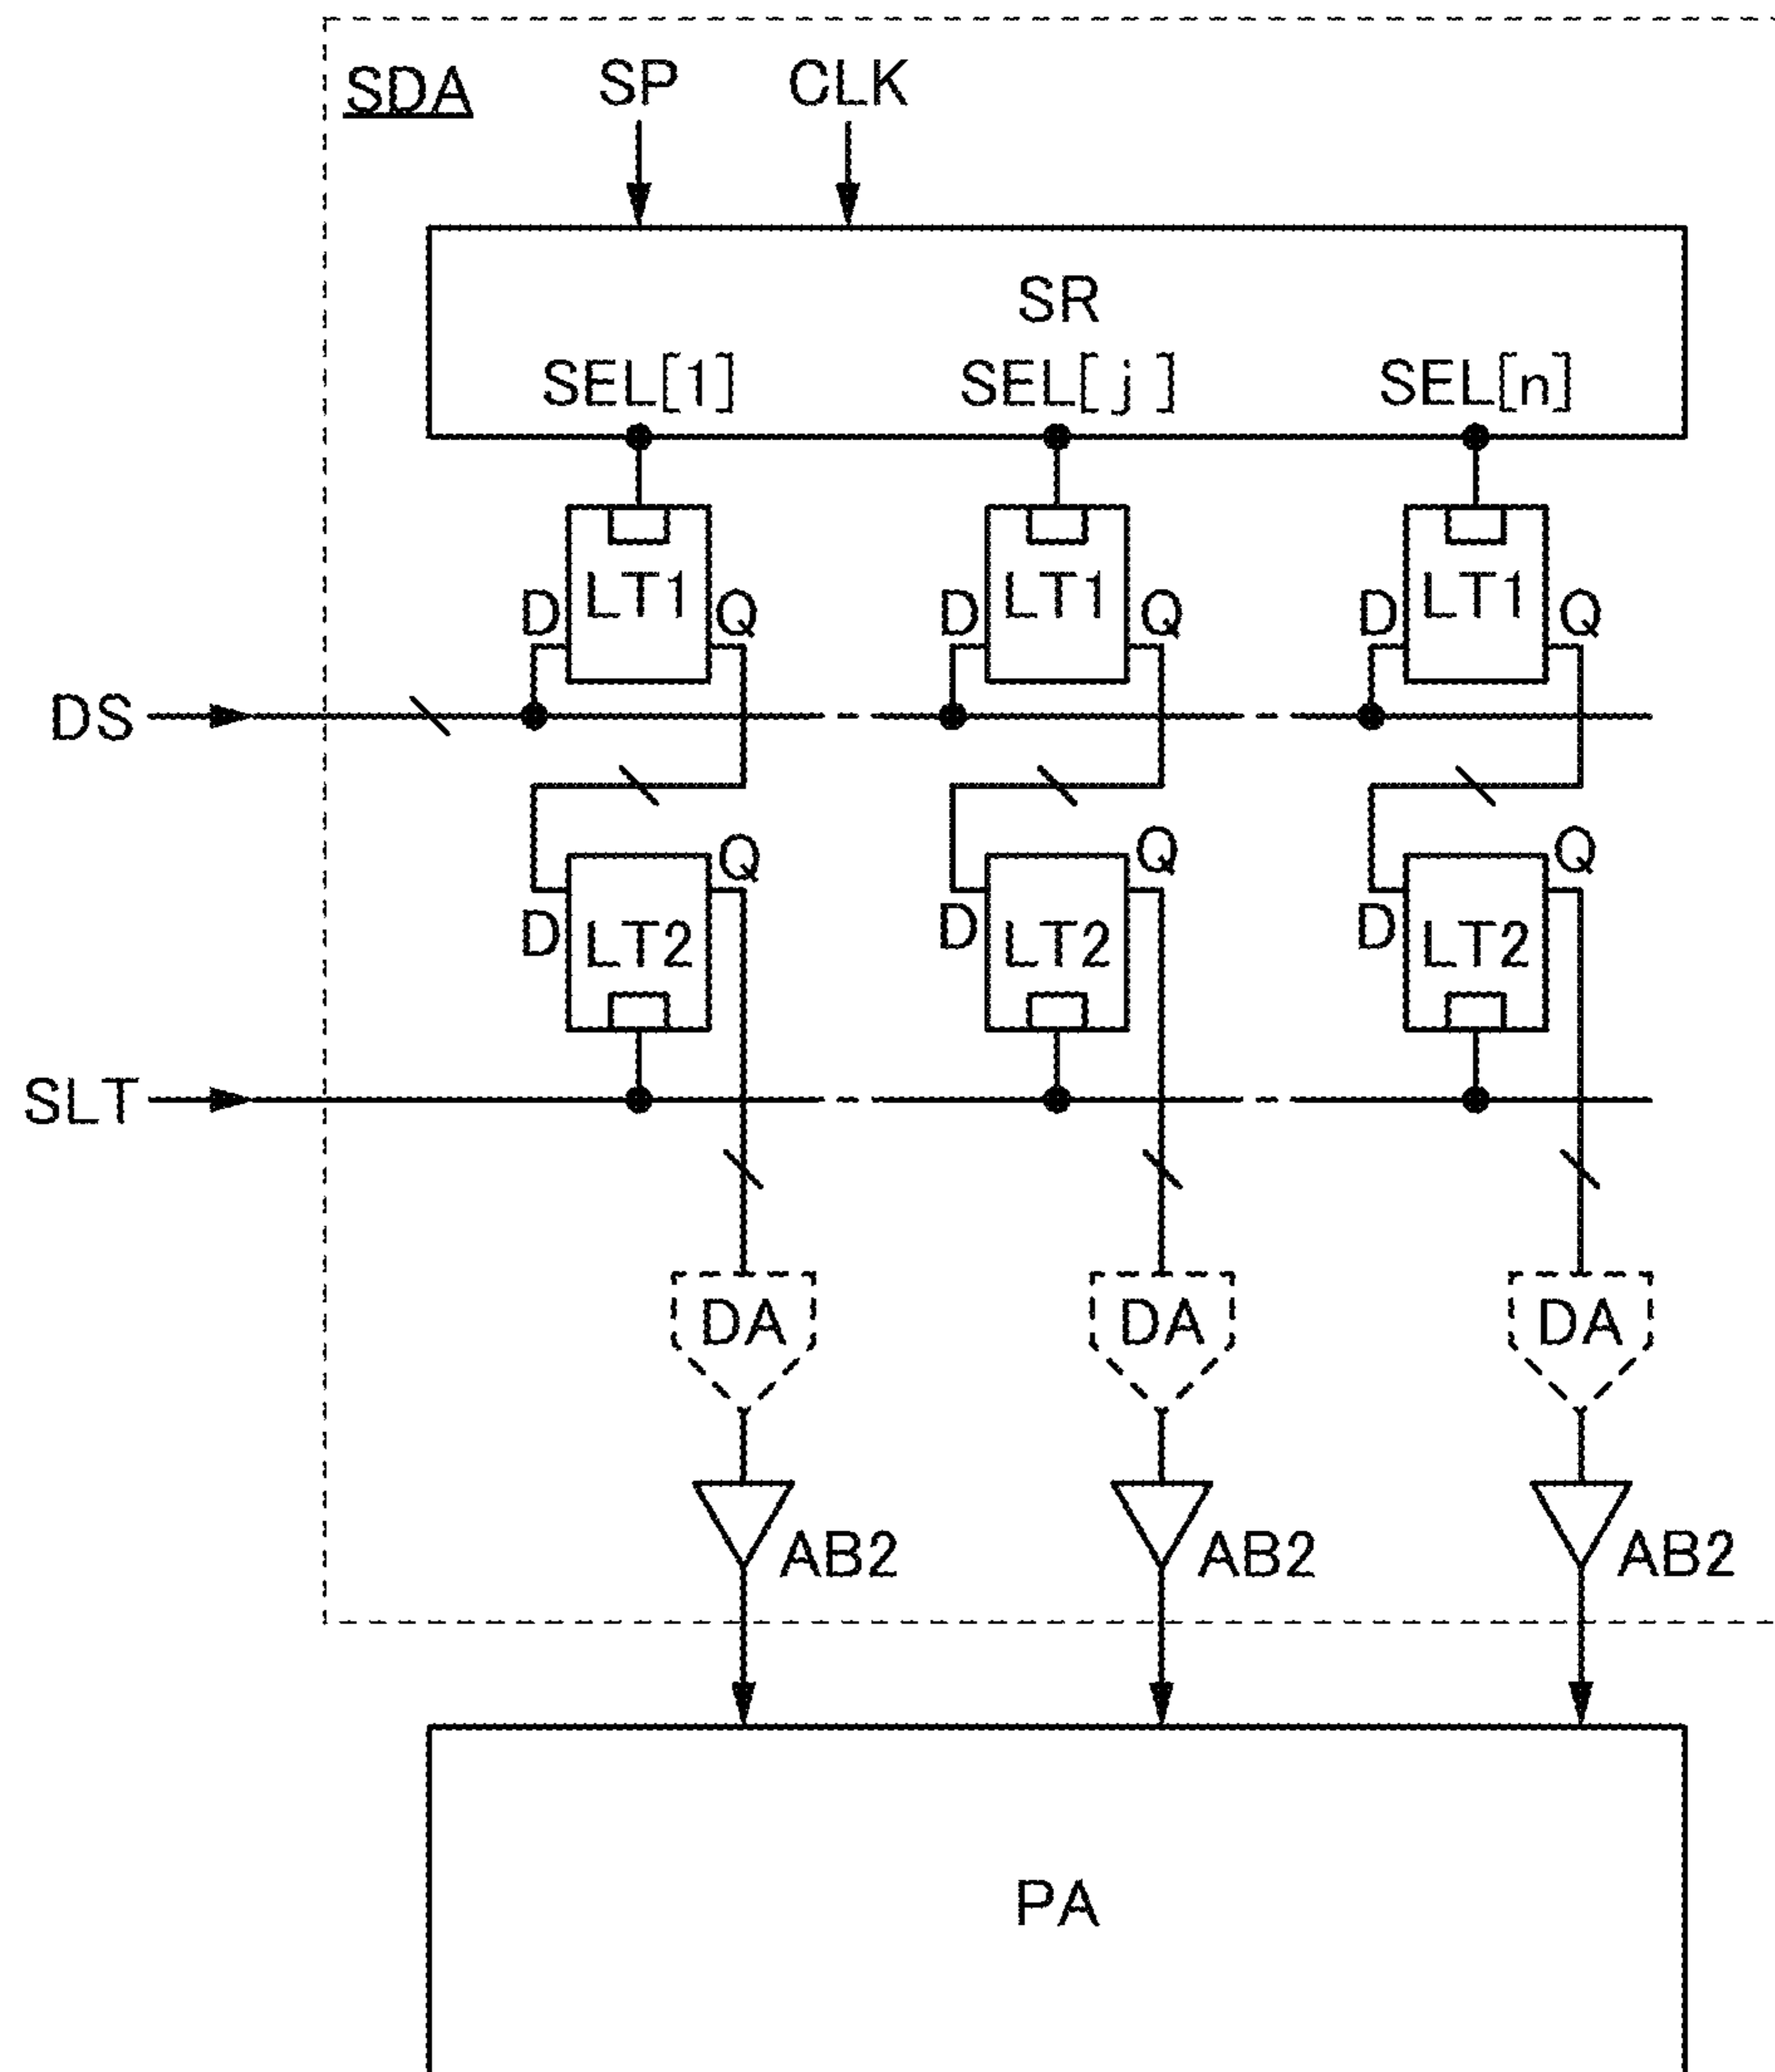 SDA SP CLK
SR
SEL[1] SEL[j] SEL[n]
LT1 LT1 LT1
D Q D Q D Q
DS
Q Q Q
D D D
LT2 LT2 LT2
SLT
DA DA DA
AB2 AB2 AB2
PA